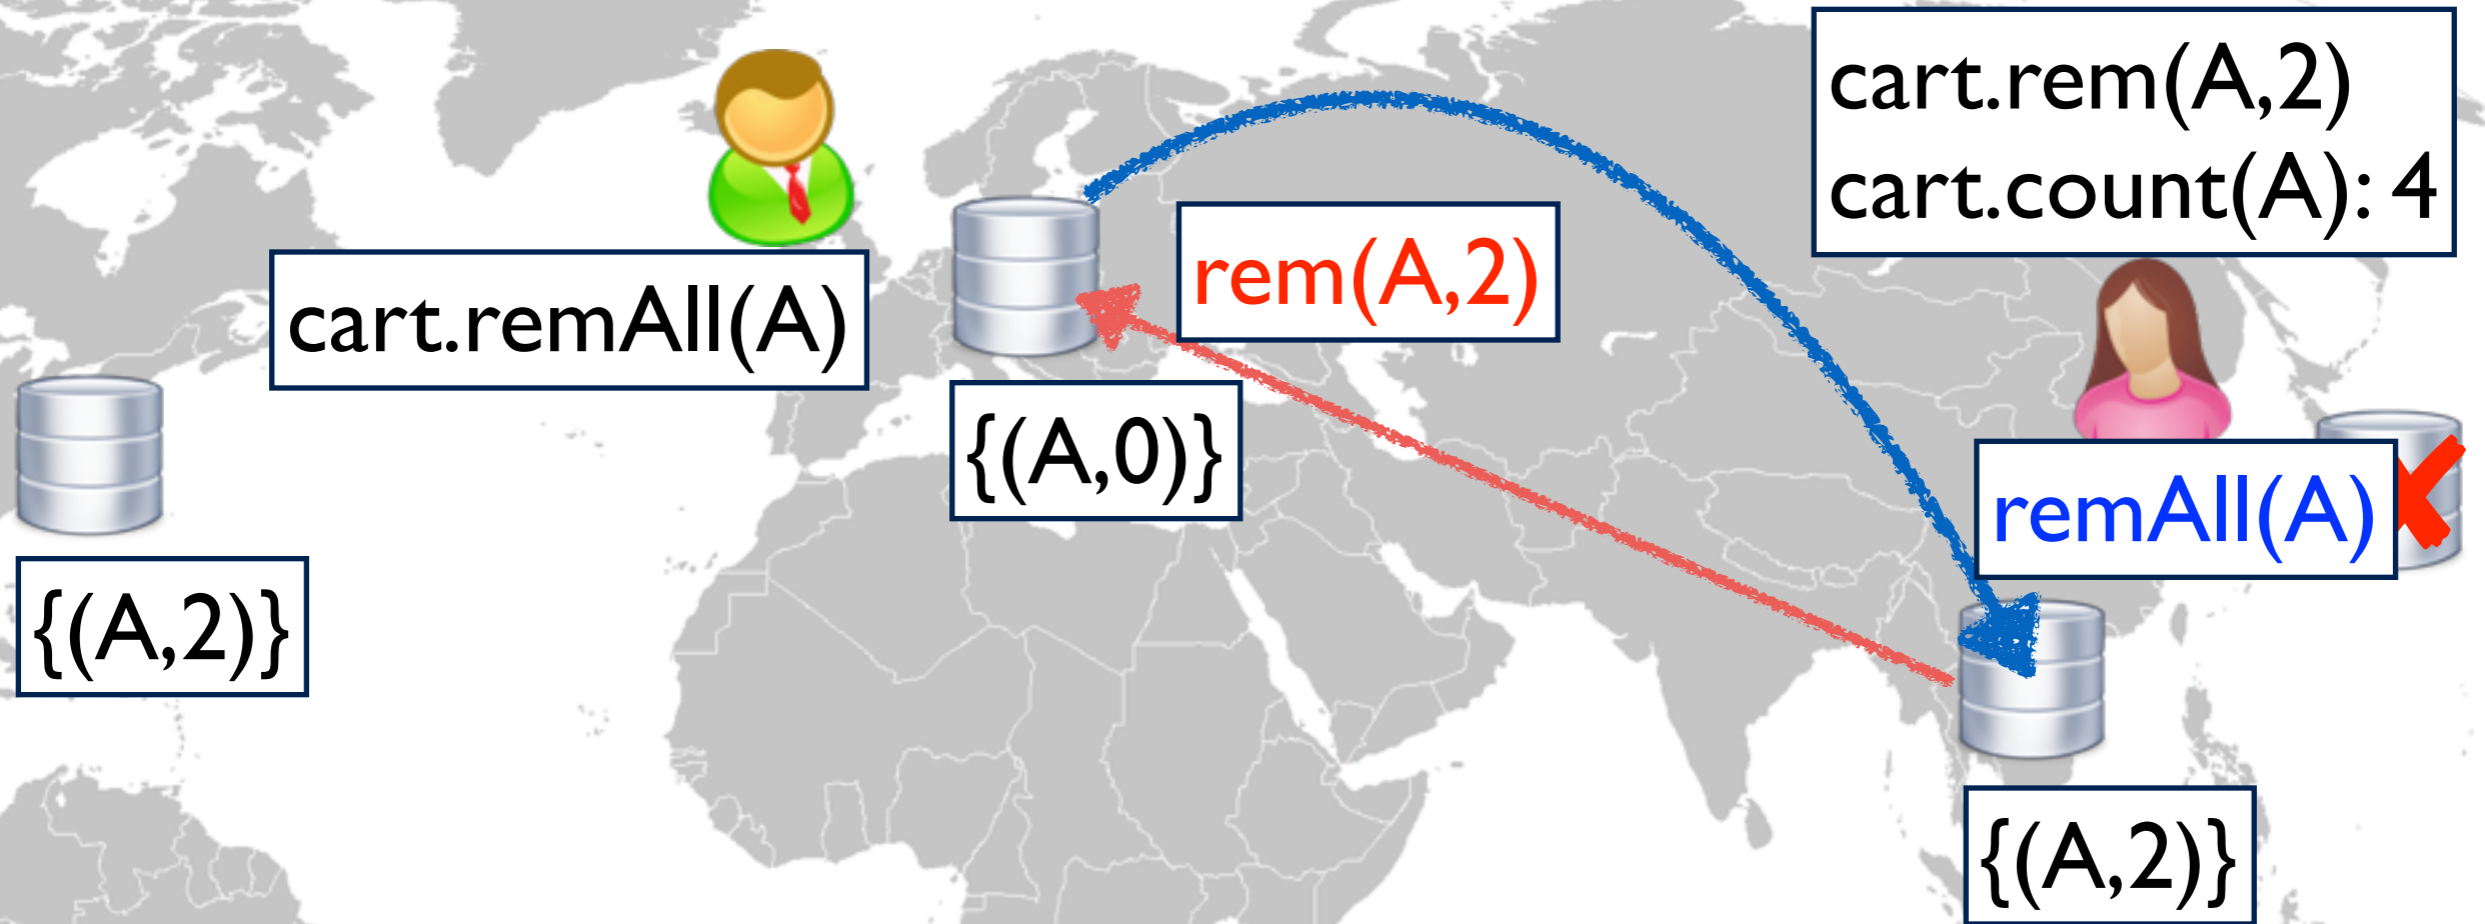 cart.rem(A,2)
cart.count(A): 4
rem(A,2)
cart.remAll(A)
{(A,0)}
remAll(A)
{(A,2)}
{(A,2)}